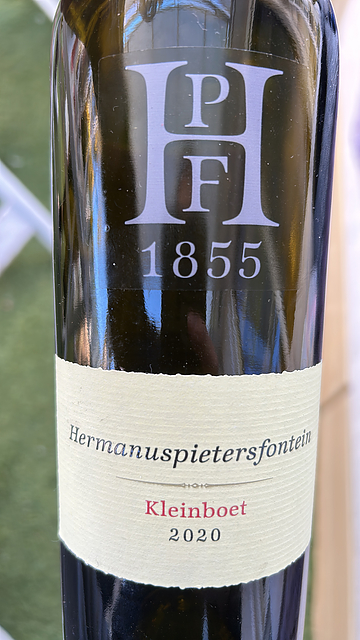 HPF
1855
Hermanuspietersfontein
Kleinboet
2020